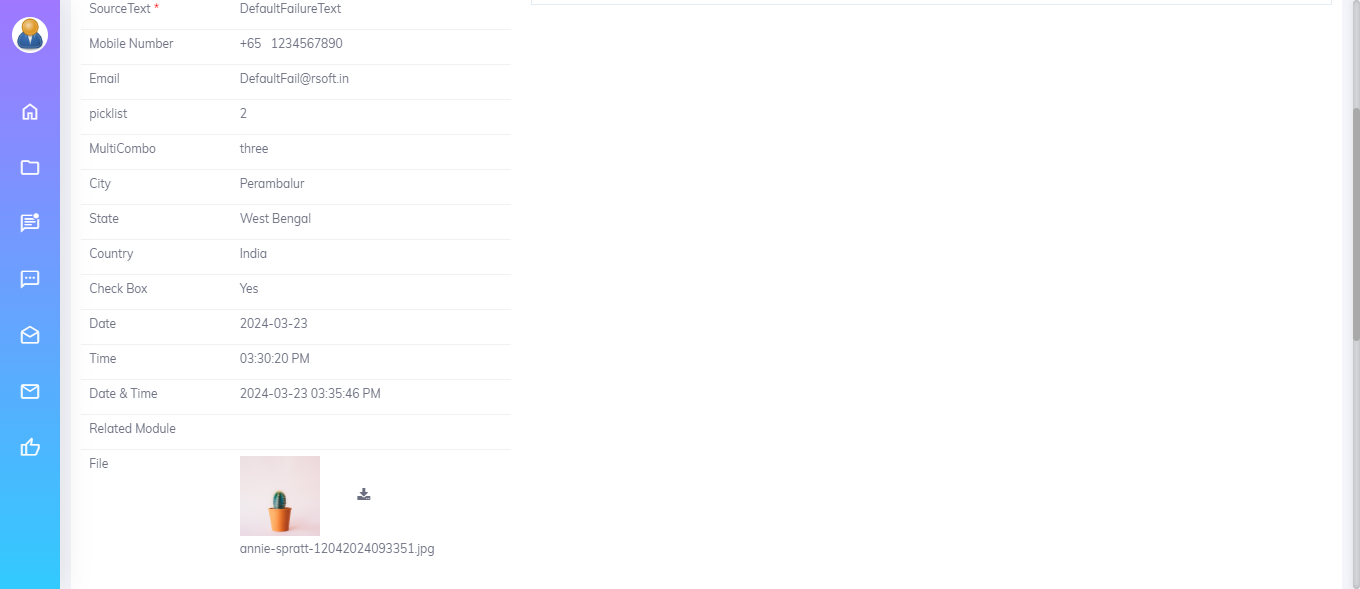 SourceText * DefaultFailureText
Mobile Number +65 1234567890
Email DefaultFail@rsoft.in
picklist 2
MultiCombo three
City Perambalur
State West Bengal
Country India
Check Box Yes
Date 2024-03-23
Time 03:30:20 PM
Date & Time 2024-03-23 03:35:46 PM
Related Module
File
annie-spratt-12042024093351.jpg